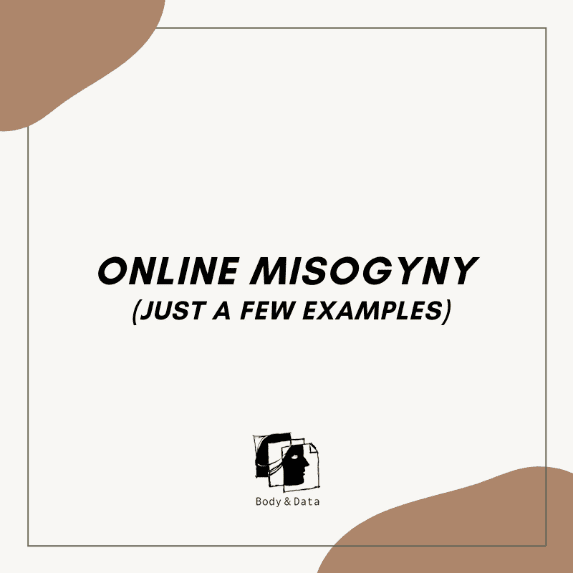 ONLINE MISOGYNY
(JUST A FEW EXAMPLES)
Body & Data